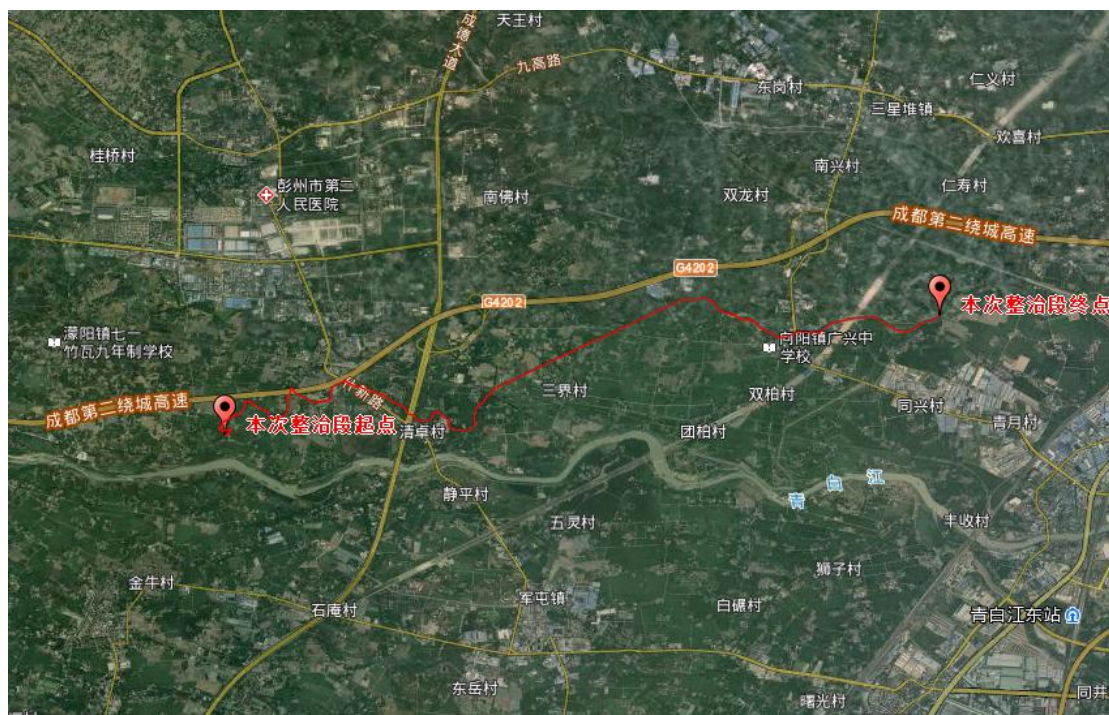 天王村
成德大道
九高路
东岗村
仁义村
三星堆镇
欢喜村
桂桥村
南兴村
彭州市第二
人民医院
南佛村
双龙村
仁寿村
成都第二绕城高速
G4202
G4202
本次整治段终点
濛阳镇七一
竹瓦九年制学校
向阳镇广兴中
学校
什新路
三界村
双柏村
成都第二绕城高速
本次整治段起点
同兴村
清卓村
团柏村
青月村
青白江
静平村
五灵村
丰收村
金牛村
狮子村
石庵村
军屯镇
白碾村
青白江东站
东岳村
曙光村
同井